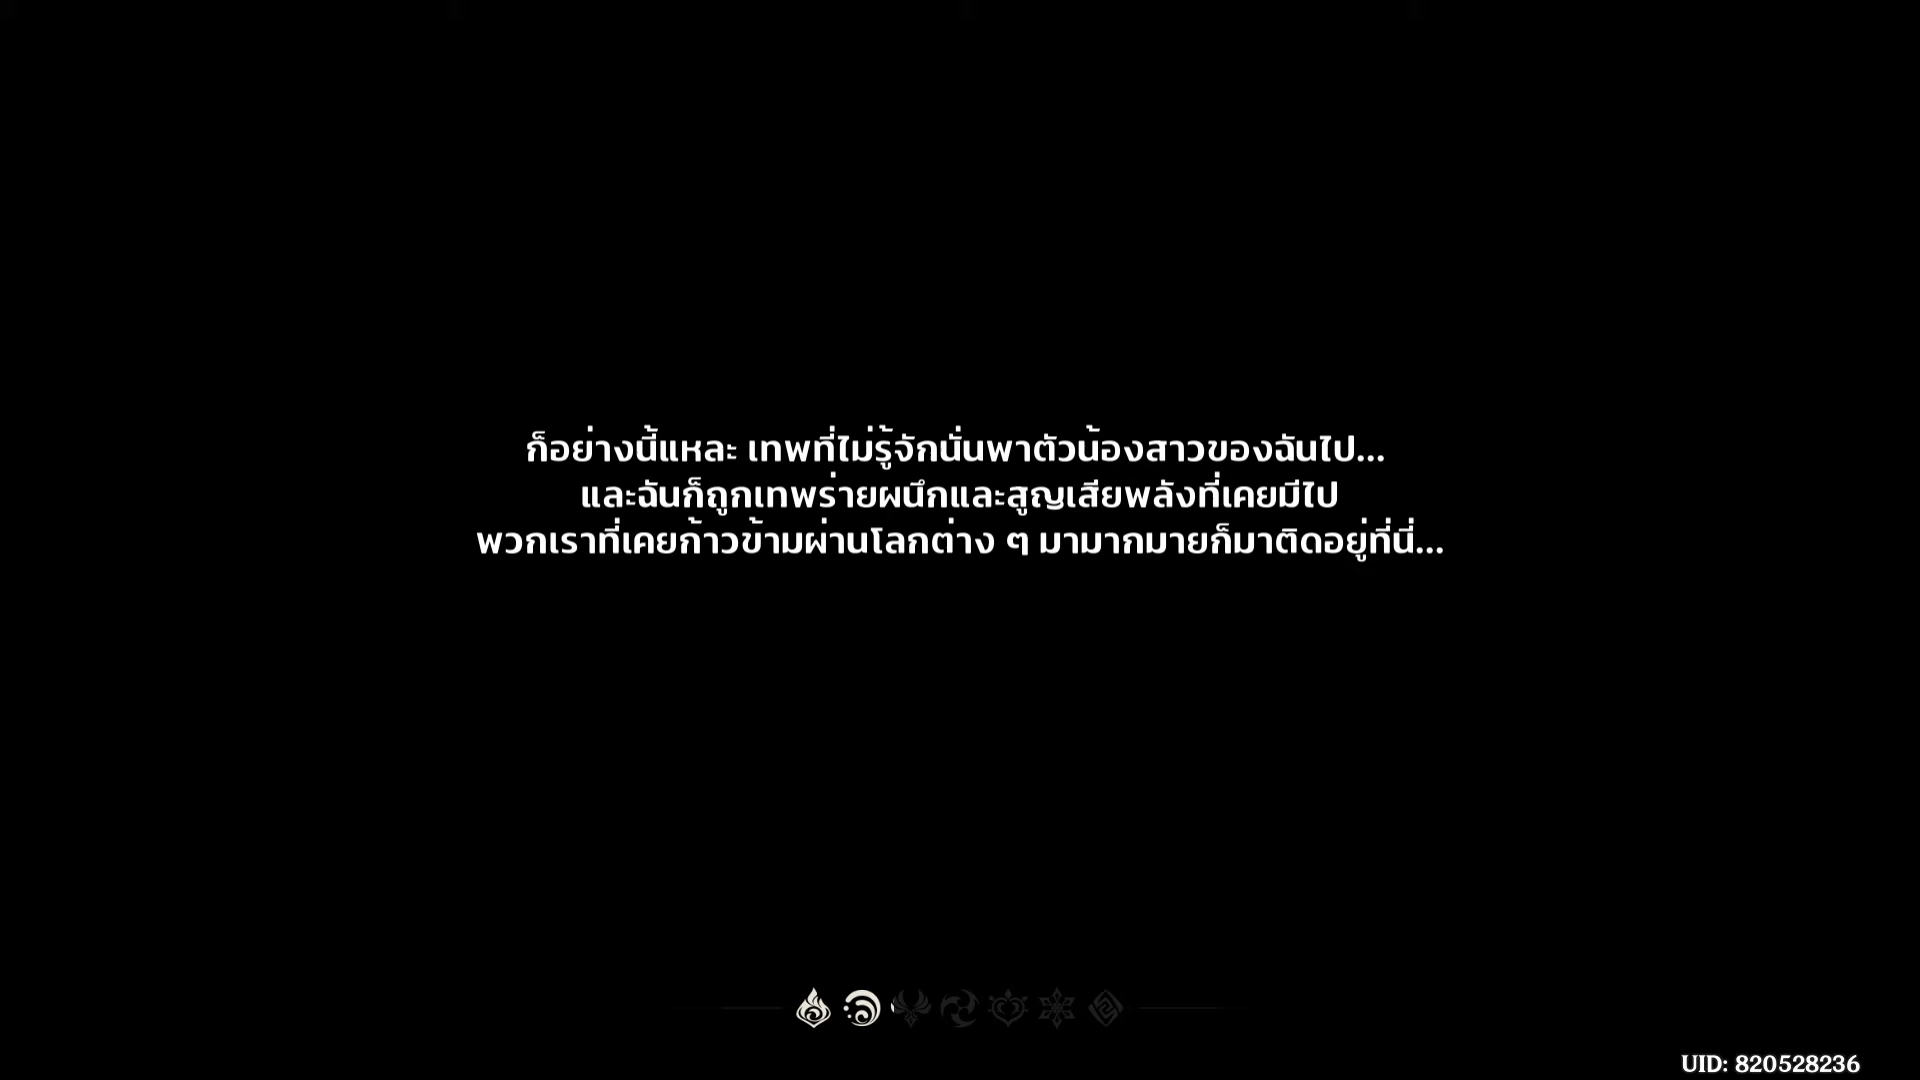 ก็อย่างนี้แหละ เทพที่ไม่รู้จักนั่นพาตัวน้องสาวของฉันไป...
และฉันก็ถูกเทพร่ายผนึกและสูญเสียพลังที่เคยมีไป
พวกเราที่เคยก้าวข้ามผ่านโลกต่าง ๆ มามากมายก็มาติดอยู่ที่นี่...
UID: 820528236